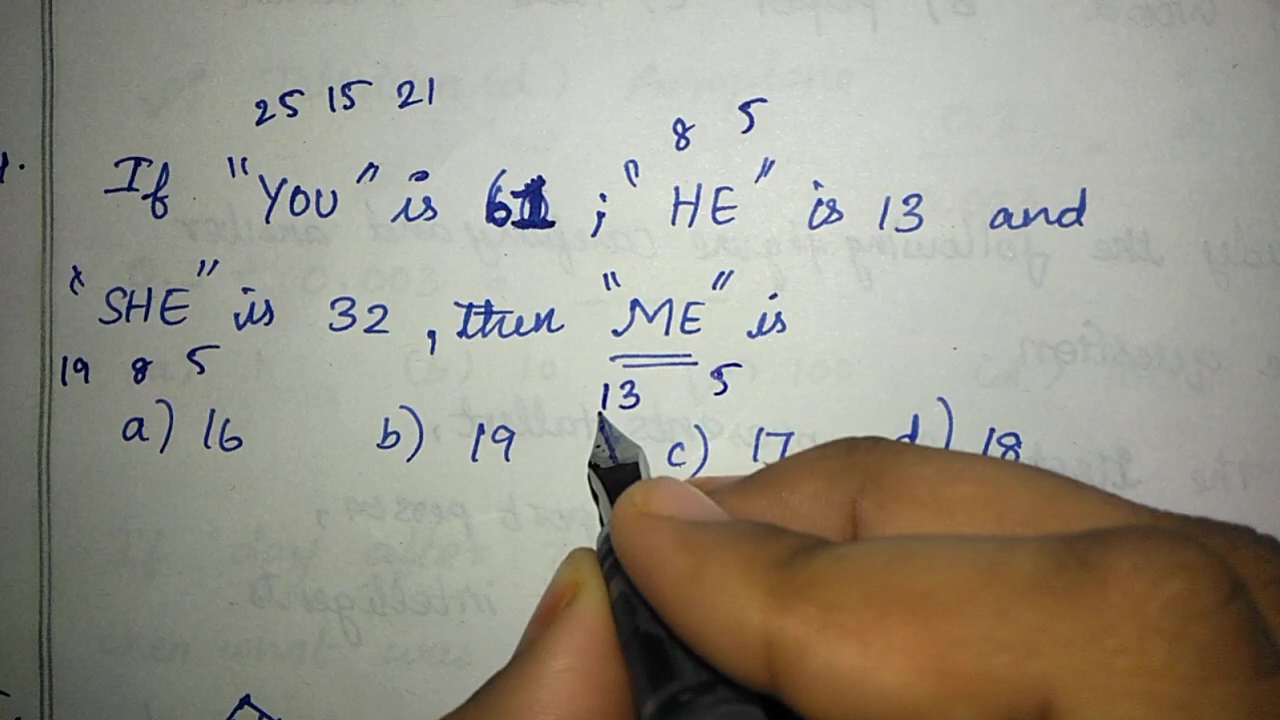 25 15 21
8 5
If "YOU" is 61 ; "HE" is 13 and
"SHE" is 32, then "ME" is
19 8 5 13 5
a) 16 b) 19 c) 17 d) 18